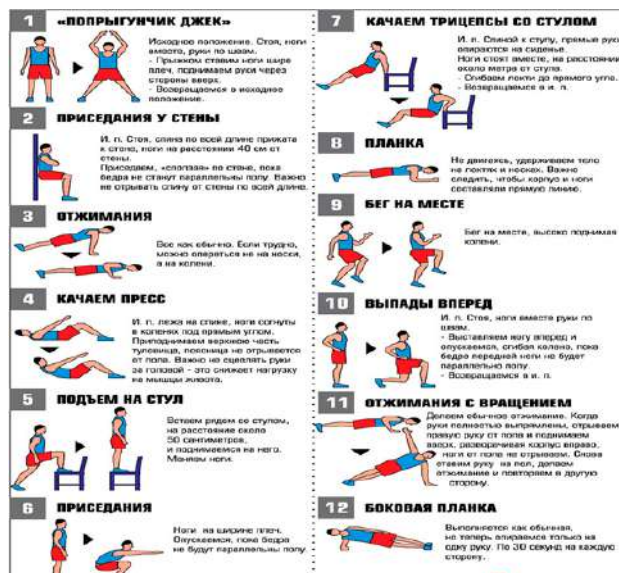 1 «ПОПРЫГУНЧИК ДЖЕК»
Исходное положение. Стоя, ноги
вместе, руки по швам.
- Прыжком ставим ноги шире
плеч, поднимаем руки через
стороны вверх.
- Возвращаемся в исходное
положение.
2 ПРИСЕДАНИЯ У СТЕНЫ
И. п. Стоя, спина по всей длине прижата
к стене, ноги на расстоянии 40 см от
стены.
Приседаем, «сползая» по стене, пока
бедра не станут параллельны полу. Важно
не отрывать спину от стены по всей длине.
3 ОТЖИМАНИЯ
Все как обычно. Если трудно,
можно опереться не на носки,
а на колени.
4 КАЧАЕМ ПРЕСС
И. п. лежа на спине, ноги согнуты
в коленях под прямым углом.
Приподнимаем верхнюю часть
туловища, поясница не отрывается
от пола. Важно не сцеплять руки
за головой - это снижает нагрузку
на мышцы живота.
5 ПОДЪЕМ НА СТУЛ
Встаем рядом со стулом,
на расстояние около
50 сантиметров,
и поднимаемся на него.
Меняем ноги.
6 ПРИСЕДАНИЯ
Ноги на ширине плеч.
Опускаемся, пока бедра
не будут параллельны полу.
7 КАЧАЕМ ТРИЦЕПСЫ СО СТУЛОМ
И. п. Спиной к стулу, прямые руки
опираются на сиденье.
Ноги стоят вместе, на расстоянии
около метра от стула.
- Сгибаем локти до прямого угла.
- Возвращаемся в и. п.
8 ПЛАНКА
Не двигаясь, удерживаем тело
на локтях и носках. Важно
следить, чтобы корпус и ноги
составляли прямую линию.
9 БЕГ НА МЕСТЕ
Бег на месте, высоко поднимая
колени.
10 ВЫПАДЫ ВПЕРЕД
И. п. Стоя, ноги вместе руки по
швам.
- Выставляем ногу вперед и
опускаемся, сгибая колено, пока
бедро передней ноги не будет
параллельно полу.
- Возвращаемся в и. п.
11 ОТЖИМАНИЯ С ВРАЩЕНИЕМ
Делаем обычное отжимание. Когда
руки полностью выпрямлены, отрываем
правую руку от пола и поднимаем
вверх, разворачивая корпус вправо,
ноги от пола не отрываем. Снова
ставим руку на пол, делаем
отжимание и повторяем в другую
сторону.
12 БОКОВАЯ ПЛАНКА
Выполняется как обычная,
но теперь опираемся только на
одну руку. По 30 секунд на каждую
сторону.